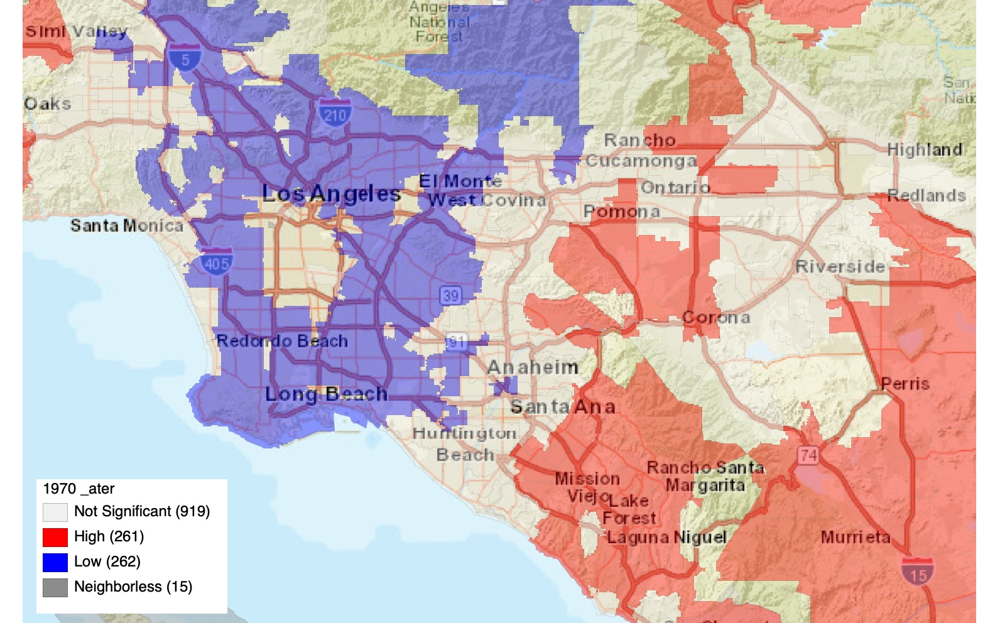 Angeles
National
Forest
Simi Valley
5
Oaks
210
San
Natic
Rancho
Cucamonga
Highland
El Monte
Los Angeles
West Covina
Ontario
Redlands
Pomona
Santa Monica
405
Riverside
39
Corona
Redondo Beach
91
Anaheim
Perris
Long Beach
Santa Ana
Huntington
Beach
74
Rancho Santa
Margarita
Mission
Viejo
Lake
Forest
Laguna Niguel
Murrieta
15
1970 _ater
Not Significant (919)
High (261)
Low (262)
Neighborless (15)